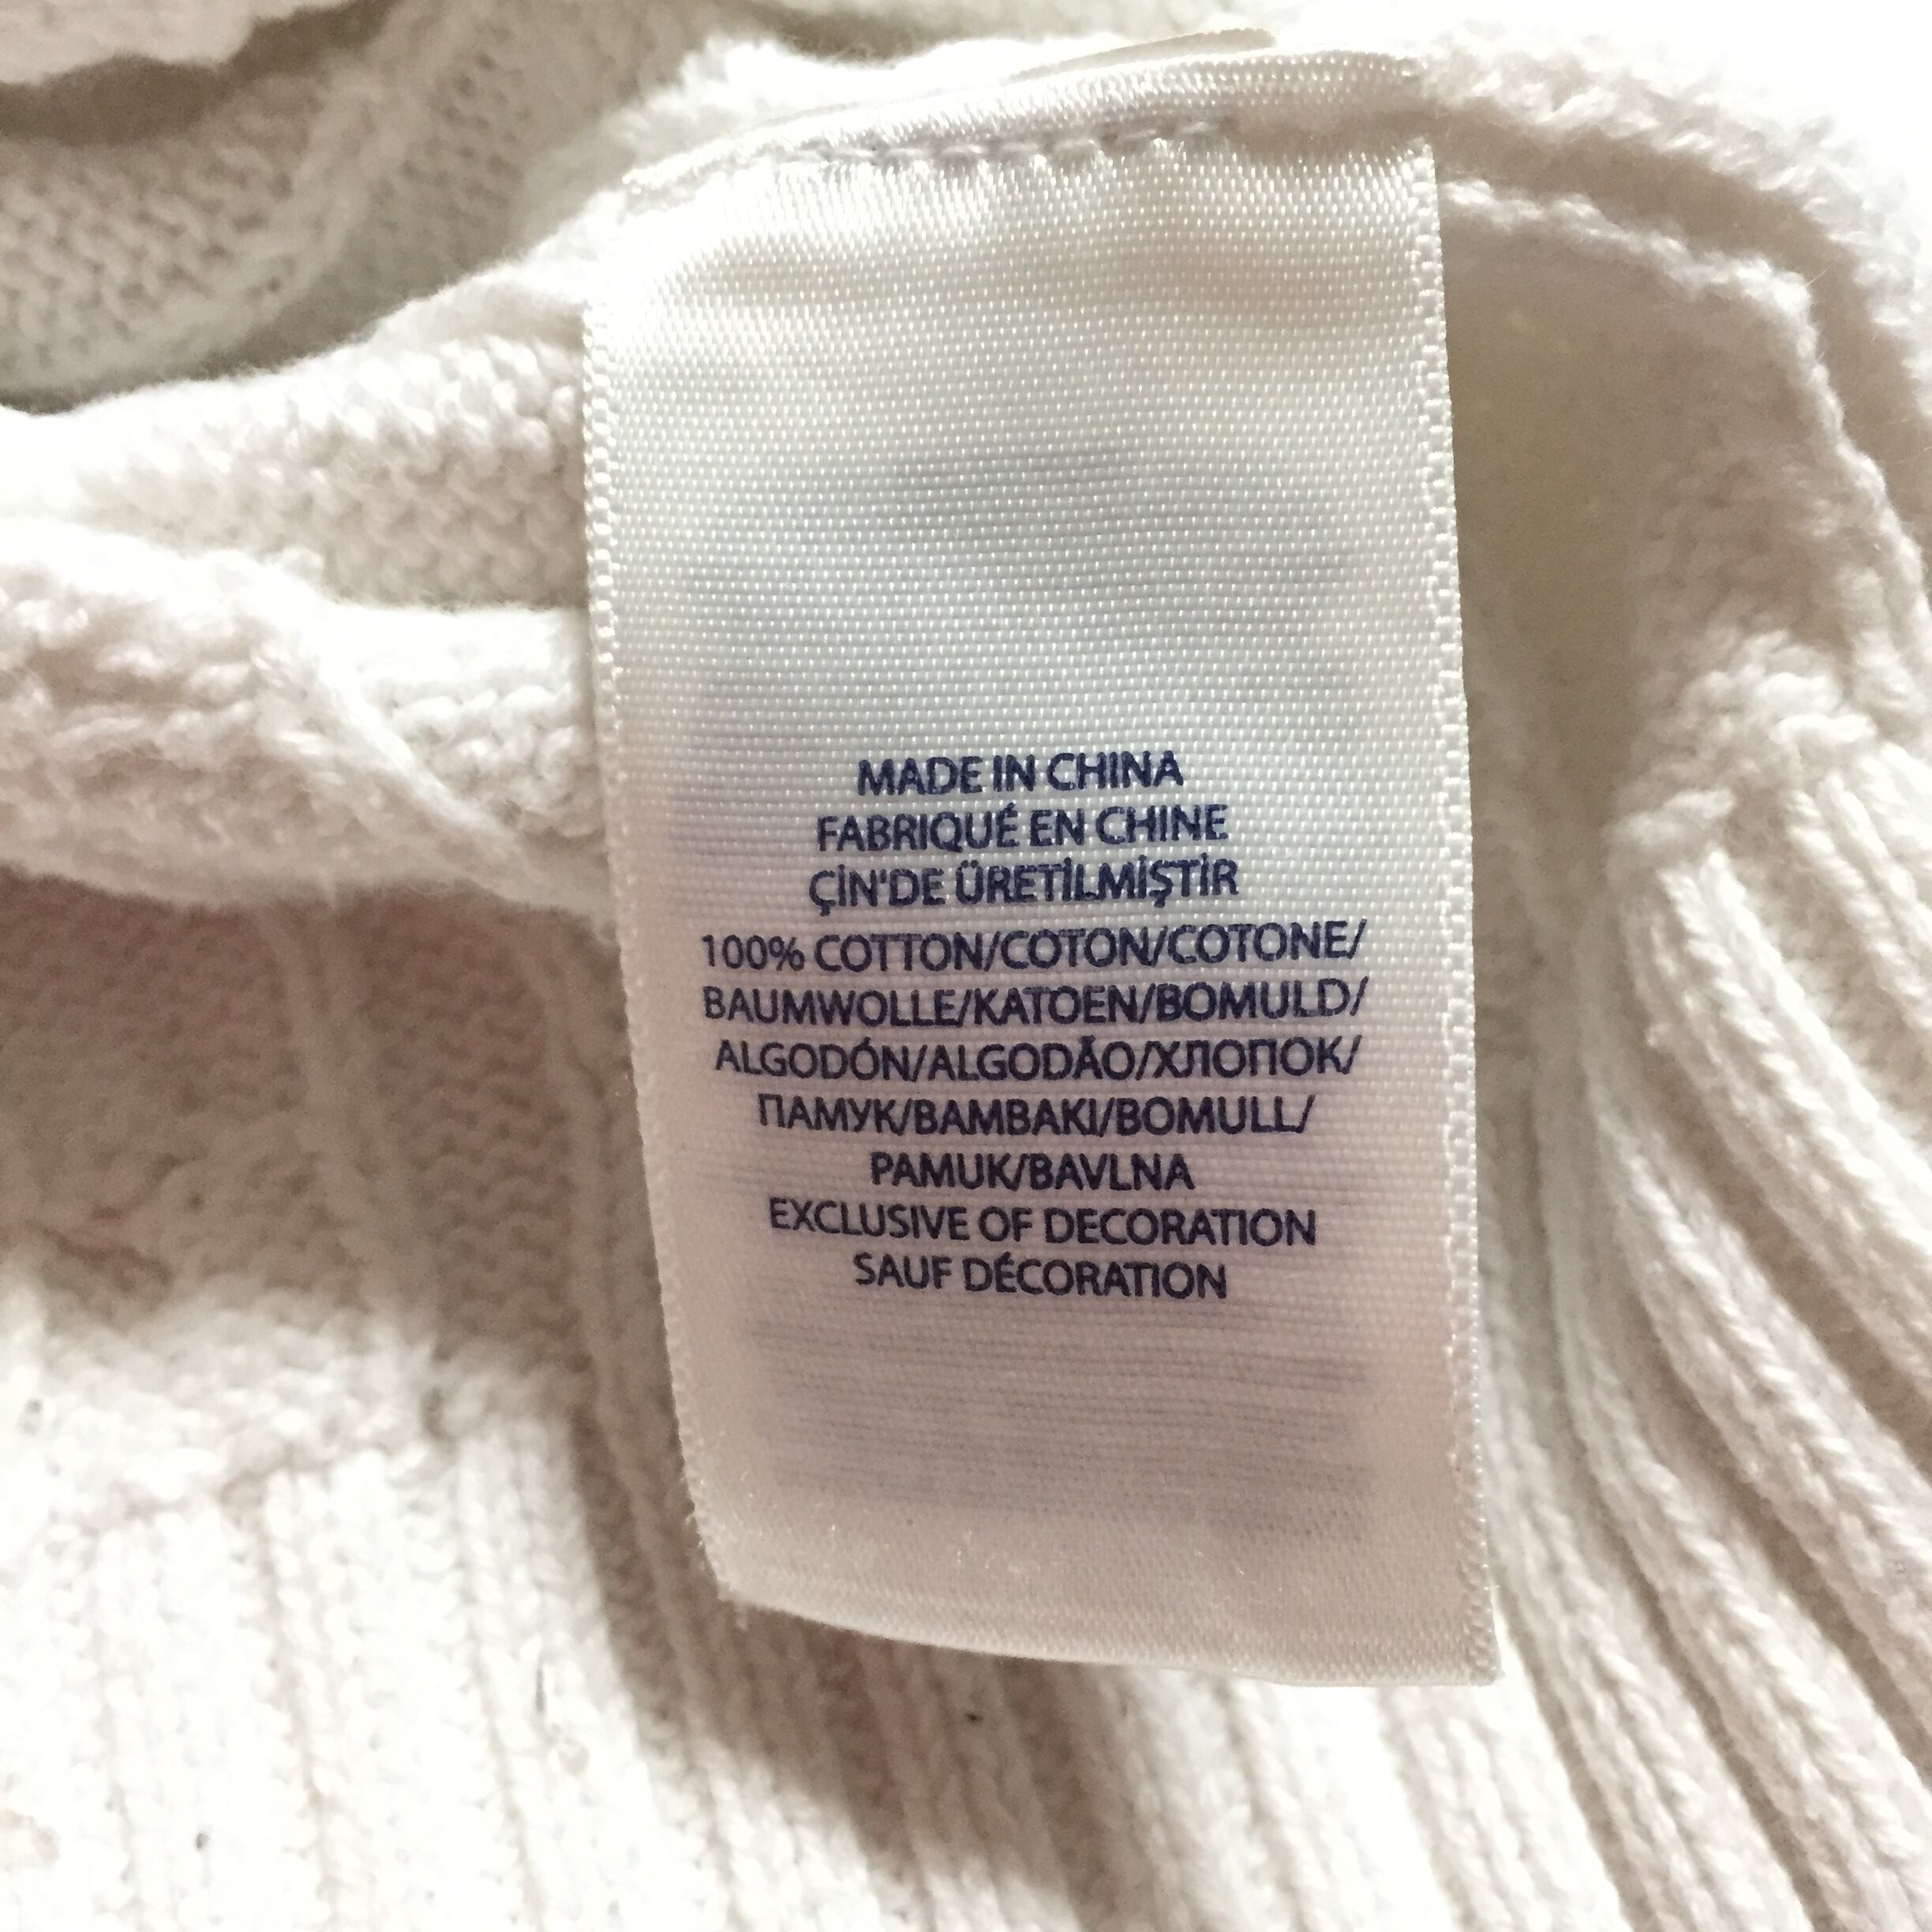 MADE IN CHINA
FABRIQUÉ EN CHINE
ÇİN'DE ÜRETİLMİŞTİR
100% COTTON/COTON/COTONE/
BAUMWOLLE/KATOEN/BOMULD/
ALGODÓN/ALGODÃO/ХЛОПОК/
ПАМУК/ΒΑΜΒΑΚΙ/BOMULL/
PAMUK/BAVLNA
EXCLUSIVE OF DECORATION
SAUF DÉCORATION